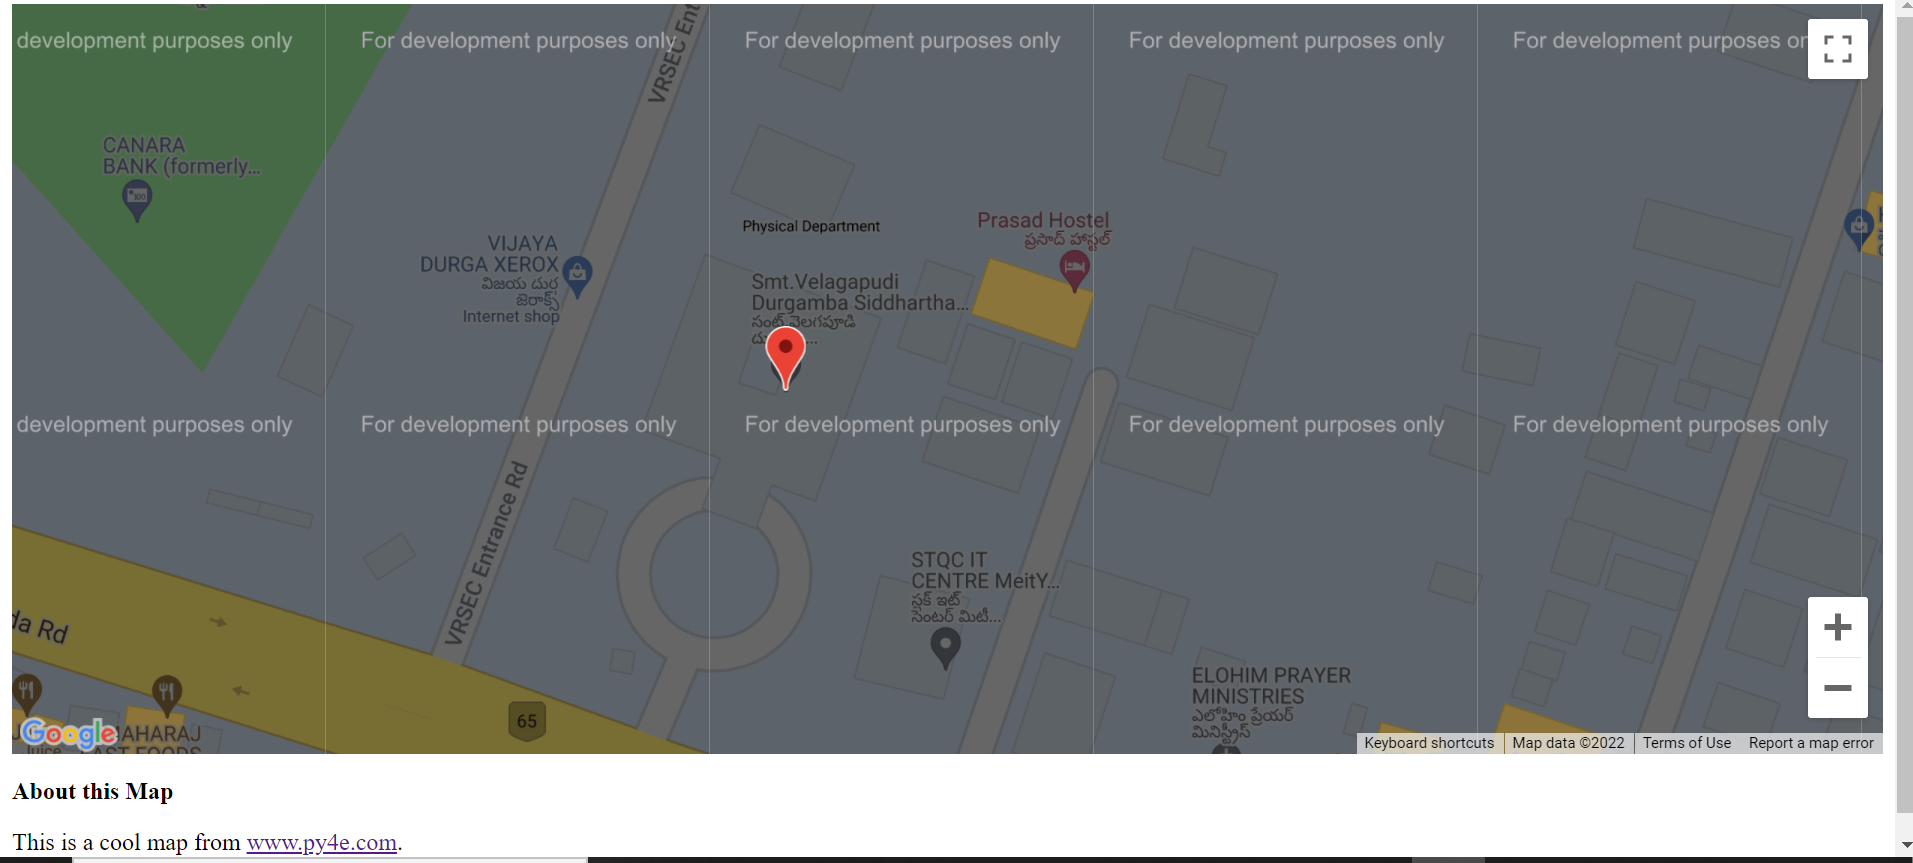 development purposes only
For development purposes only
For development purposes only
For development purposes only
For development purposes or
VRSEC Ent
CANARA
BANK (formerly...
Physical Department
Prasad Hostel
ప్రసాద్ హాస్టల్
VIJAYA
DURGA XEROX
విజయ దుర్గ
జెరాక్స్
Internet shop
Smt.Velagapudi
Durgamba Siddhartha...
సంట్.వెలగపూడి
development purposes only
For development purposes only
For development purposes only
For development purposes only
For development purposes only
VRSEC Entrance Rd
STQC IT
CENTRE MeitY...
స్టక్ ఇట్
సెంటర్ మిటీ...
da Rd
ELOHIM PRAYER
MINISTRIES
ఎలోహిం ప్రేయర్
మినిస్ట్రీస్
65
Google
AHARAJ
Keyboard shortcuts
Map data ©2022
Terms of Use
Report a map error
About this Map
This is a cool map from www.py4e.com.